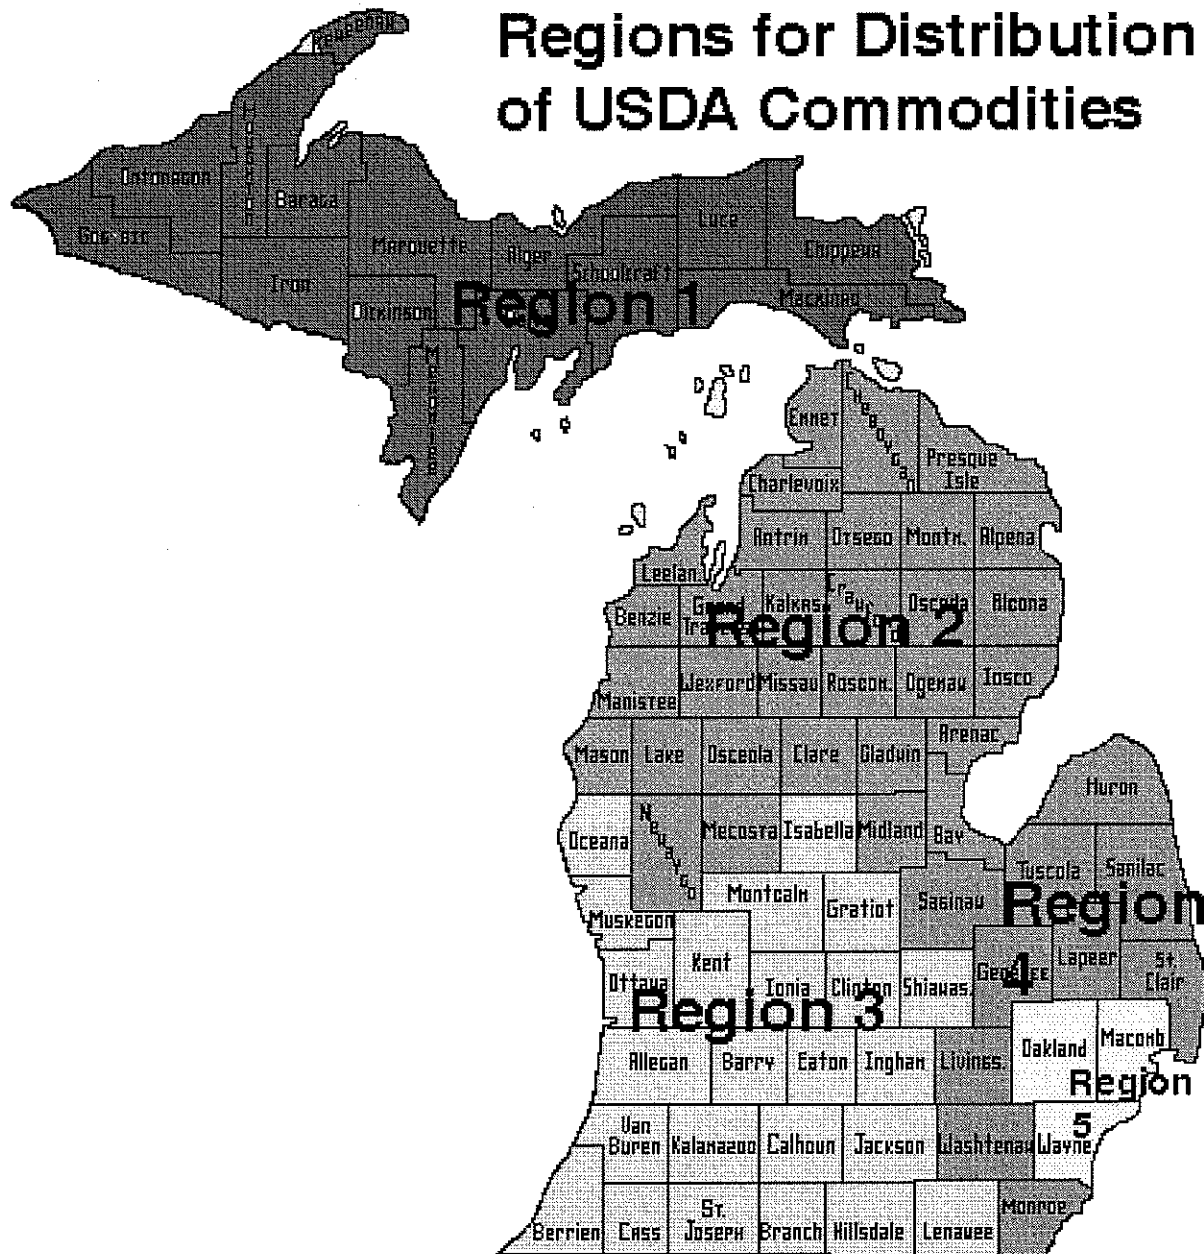 Regions for Distribution
of USDA Commodities
Keweenaw
Houghton
Ontonagon
Baraga
Gogebic
Luce
Marquette
Alger
Chippewa
Schoolcraft
Iron
Mackinac
Dickinson
Region 1
Menominee
Emmet
Cheboygan
Presque
Isle
Charlevoix
Antrim
Otsego
Montm.
Alpena
Leelan.
Benzie
Grand
Kalkas.
Crawford
Oscoda
Alcona
Region 2
Manistee
Wexford
Missau
Roscom.
Ogemaw
Iosco
Arenac
Mason
Lake
Osceola
Clare
Gladwin
Huron
Oceana
Newaygo
Mecosta
Isabella
Midland
Bay
Tuscola
Sanilac
Montcalm
Gratiot
Saginaw
Region
4
Muskegon
Kent
Ottawa
Ionia
Clinton
Shiawas.
Genesee
Lapeer
St.
Clair
Region 3
Oakland
Macomb
Allegan
Barry
Eaton
Ingham
Livings.
Region
5
Van
Buren
Kalamazoo
Calhoun
Jackson
Washtenaw
Wayne
Berrien
Cass
St.
Joseph
Branch
Hillsdale
Lenawee
Monroe